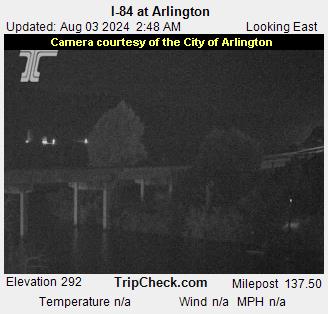 I-84 at Arlington
Updated: Aug 03 2024 2:48 AM Looking East
Camera courtesy of the City of Arlington
Elevation 292 TripCheck.com Milepost 137.50
Temperature n/a Wind n/a MPH n/a